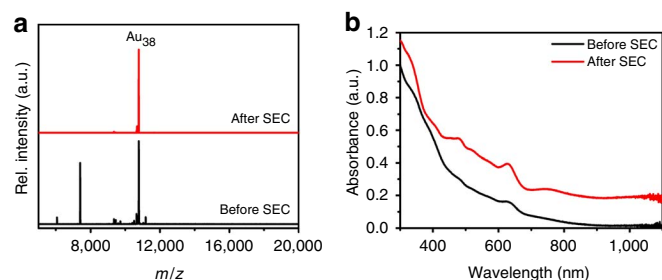 a
Au38
After SEC
Before SEC
Rel. intensity (a.u.)
8,000 12,000 16,000 20,000
m/z
b
Before SEC
After SEC
Absorbance (a.u.)
1.2
1.0
0.8
0.6
0.4
0.2
0.0
400 600 800 1,000
Wavelength (nm)